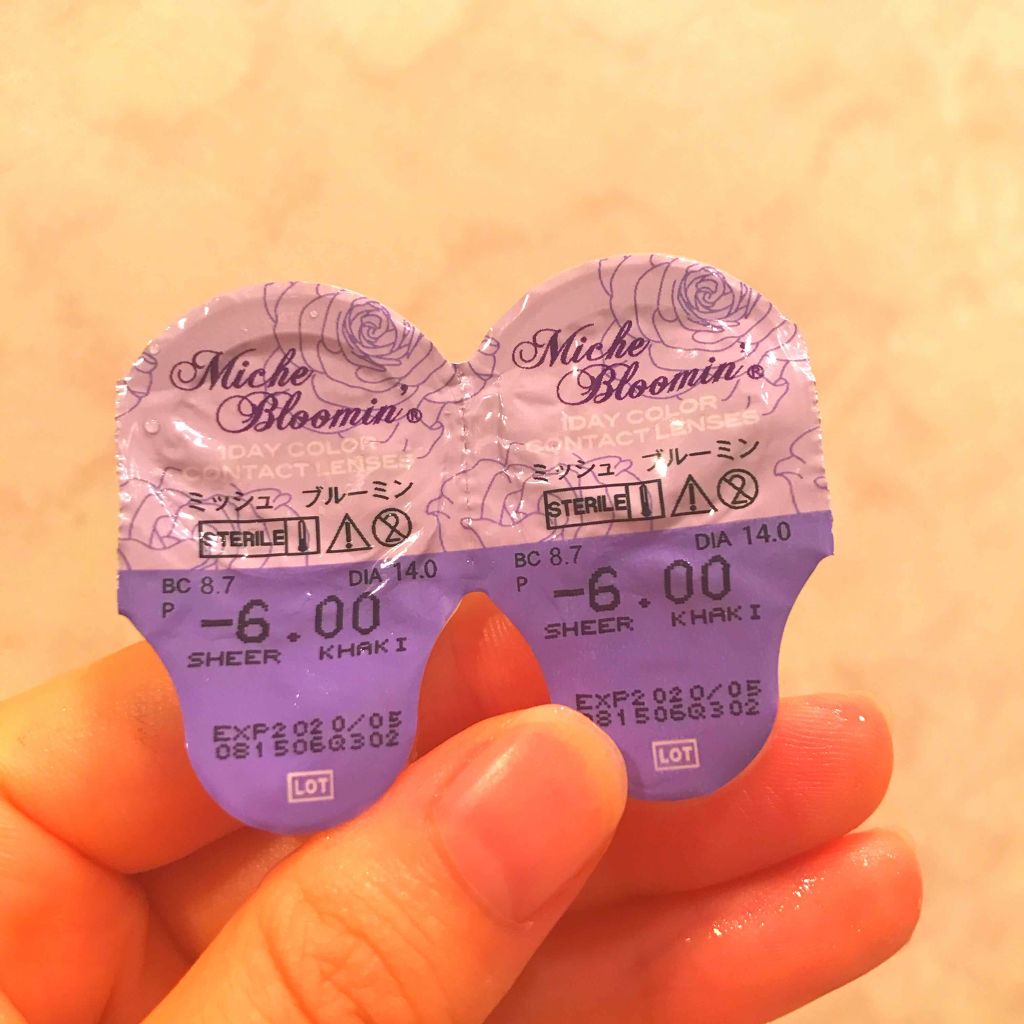 Miche
Bloomin'®
1DAY COLOR
CONTACT LENSES
ミッシュ ブルーミン
STERILE
BC 8.7 DIA 14.0
P -6.00
SHEER KHAKI
EXP2020/05
081506Q302
LOT
Miche
Bloomin'®
1DAY COLOR
CONTACT LENSES
ミッシュ ブルーミン
STERILE
BC 8.7 DIA 14.0
P -6.00
SHEER KHAKI
EXP2020/05
081506Q302
LOT